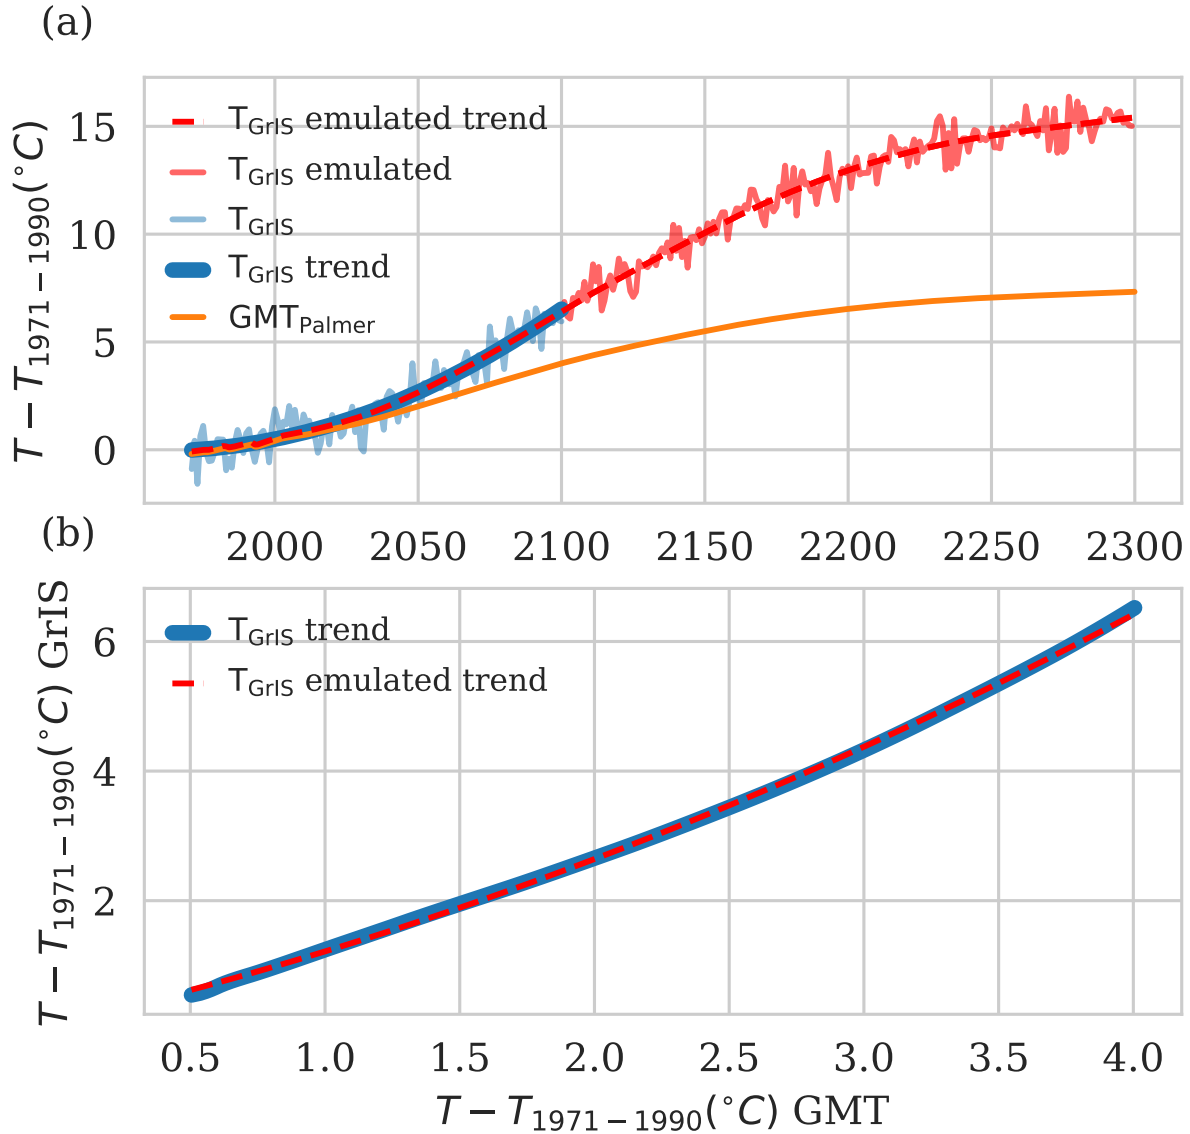 (a)
T − T1971−1990(°C)
15
10
5
0
TGrIS emulated trend
TGrIS emulated
TGrIS
TGrIS trend
GMTPalmer
2000 2050 2100 2150 2200 2250 2300
(b)
T − T1971−1990(°C) GrIS
6
4
2
TGrIS trend
TGrIS emulated trend
0.5 1.0 1.5 2.0 2.5 3.0 3.5 4.0
T − T1971−1990(°C) GMT